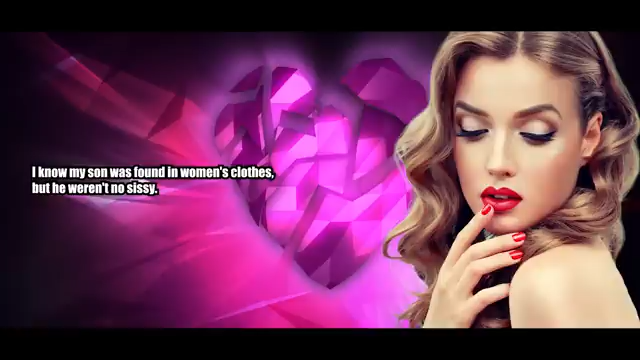 I know my son was found in women's clothes,
but he weren't no sissy.